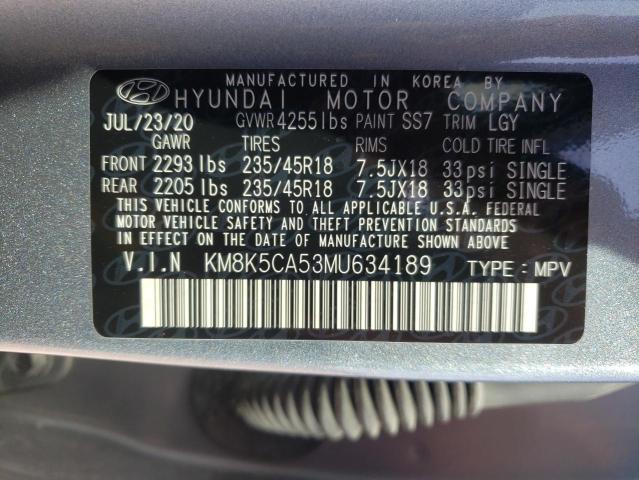 MANUFACTURED IN KOREA BY
HYUNDAI MOTOR COMPANY
JUL/23/20 GVWR 4255 lbs PAINT SS7 TRIM LGY
GAWR TIRES RIMS COLD TIRE INFL
FRONT 2293 lbs 235/45R18 7.5JX18 33psi SINGLE
REAR 2205 lbs 235/45R18 7.5JX18 33psi SINGLE
THIS VEHICLE CONFORMS TO ALL APPLICABLE U.S.A. FEDERAL
MOTOR VEHICLE SAFETY AND THEFT PREVENTION STANDARDS
IN EFFECT ON THE DATE OF MANUFACTURE SHOWN ABOVE.
V.I.N KM8K5CA53MU634189 TYPE : MPV